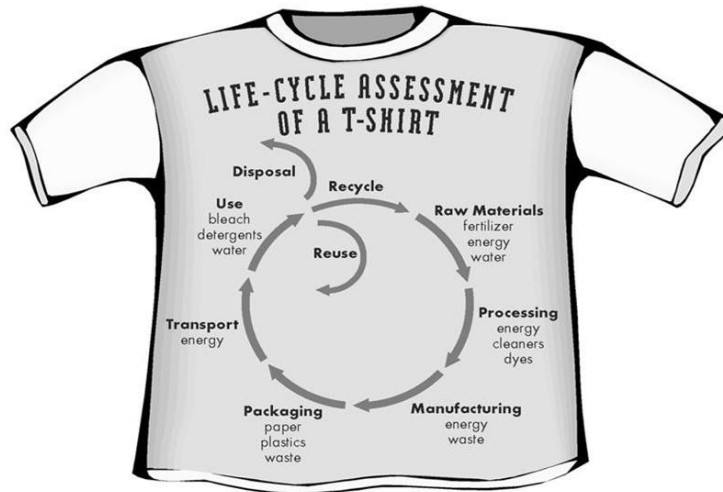 LIFE-CYCLE ASSESSMENT
OF A T-SHIRT
Disposal
Recycle
Use
bleach
detergents
water
Raw Materials
fertilizer
energy
water
Reuse
Processing
energy
cleaners
dyes
Transport
energy
Manufacturing
energy
waste
Packaging
paper
plastics
waste